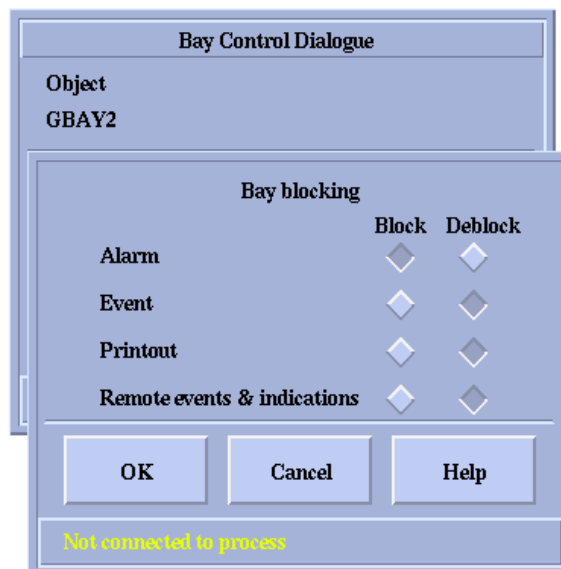 Bay Control Dialogue
Object
GBAY2
Bay blocking
Block Deblock
Alarm
Event
Printout
Remote events & indications
OK Cancel Help
Not connected to process